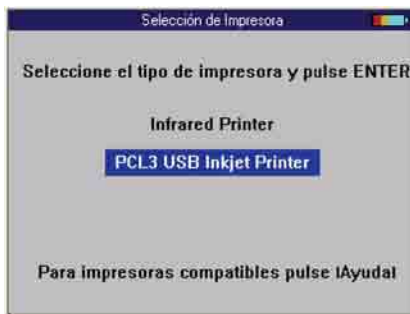 Selección de Impresora
Seleccione el tipo de impresora y pulse ENTER
Infrared Printer
PCL3 USB Inkjet Printer
Para impresoras compatibles pulse |Ayuda|